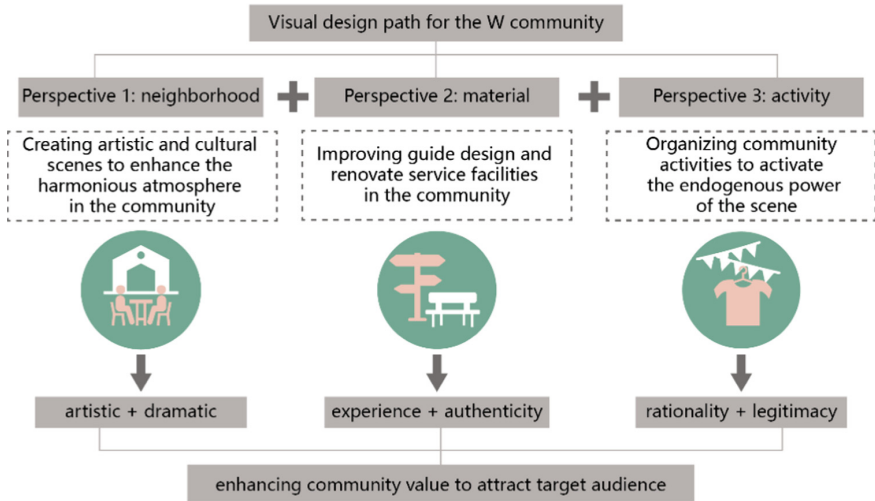 Visual design path for the W community
Perspective 1: neighborhood
Perspective 2: material
Perspective 3: activity
Creating artistic and cultural
scenes to enhance the
harmonious atmosphere
in the community
Improving guide design and
renovate service facilities
in the community
Organizing community
activities to activate
the endogenous power
of the scene
artistic + dramatic
experience + authenticity
rationality + legitimacy
enhancing community value to attract target audience